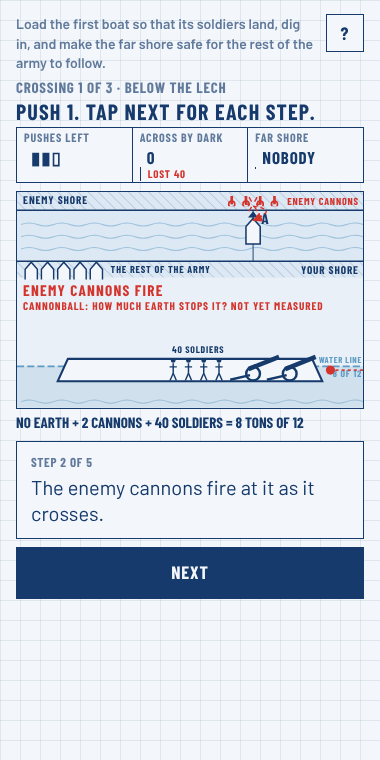 Load the first boat so that its soldiers land, dig
in, and make the far shore safe for the rest of the
army to follow.
?
CROSSING 1 OF 3 · BELOW THE LECH
PUSH 1. TAP NEXT FOR EACH STEP.
PUSHES LEFT
ACROSS BY DARK
0
LOST 40
FAR SHORE
NOBODY
ENEMY SHORE
ENEMY CANNONS
A
THE REST OF THE ARMY
YOUR SHORE
ENEMY CANNONS FIRE
CANNONBALL: HOW MUCH EARTH STOPS IT? NOT YET MEASURED
40 SOLDIERS
WATER LINE
8 OF 12
NO EARTH + 2 CANNONS + 40 SOLDIERS = 8 TONS OF 12
STEP 2 OF 5
The enemy cannons fire at it as it
crosses.
NEXT